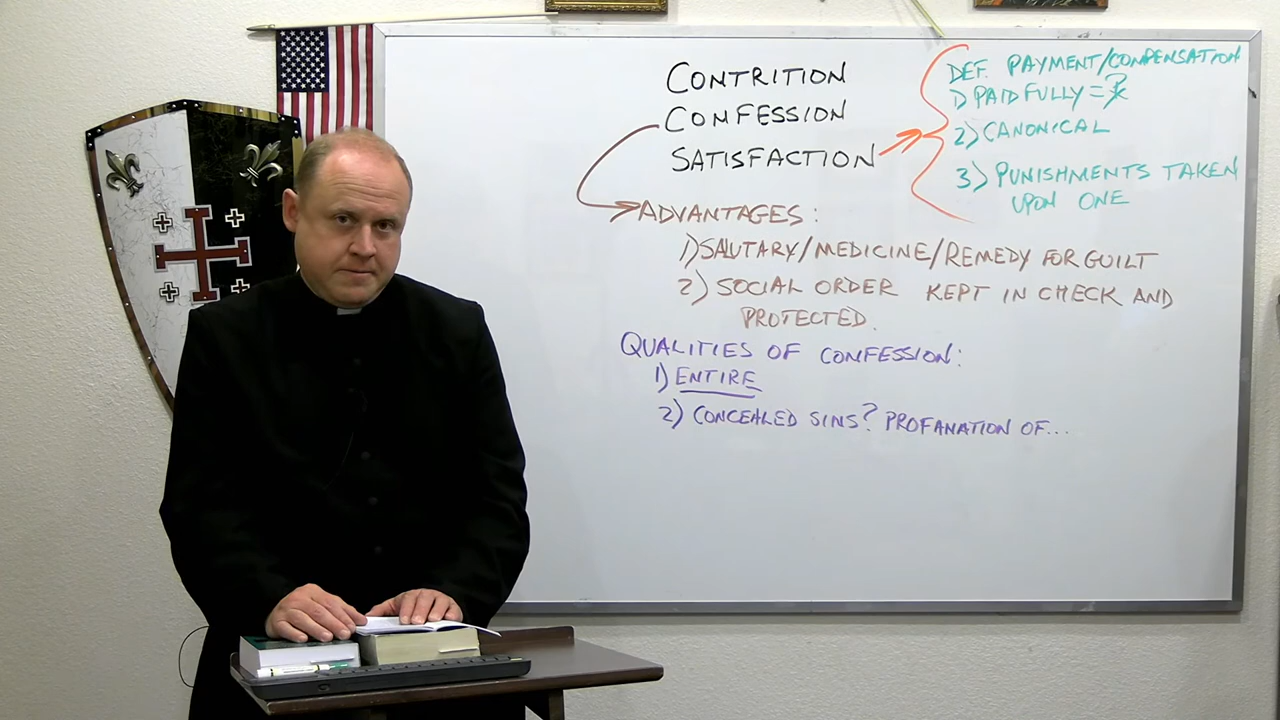 CONTRITION
CONFESSION
SATISFACTION
DEF. PAYMENT/COMPENSATION
1) PAID FULLY =
2) CANONICAL
3) PUNISHMENTS TAKEN
UPON ONE
ADVANTAGES:
1) SALUTARY/MEDICINE/REMEDY FOR GUILT
2) SOCIAL ORDER KEPT IN CHECK AND
PROTECTED.
QUALITIES OF CONFESSION:
1) ENTIRE
2) CONCEALED SINS? PROFANATION OF...